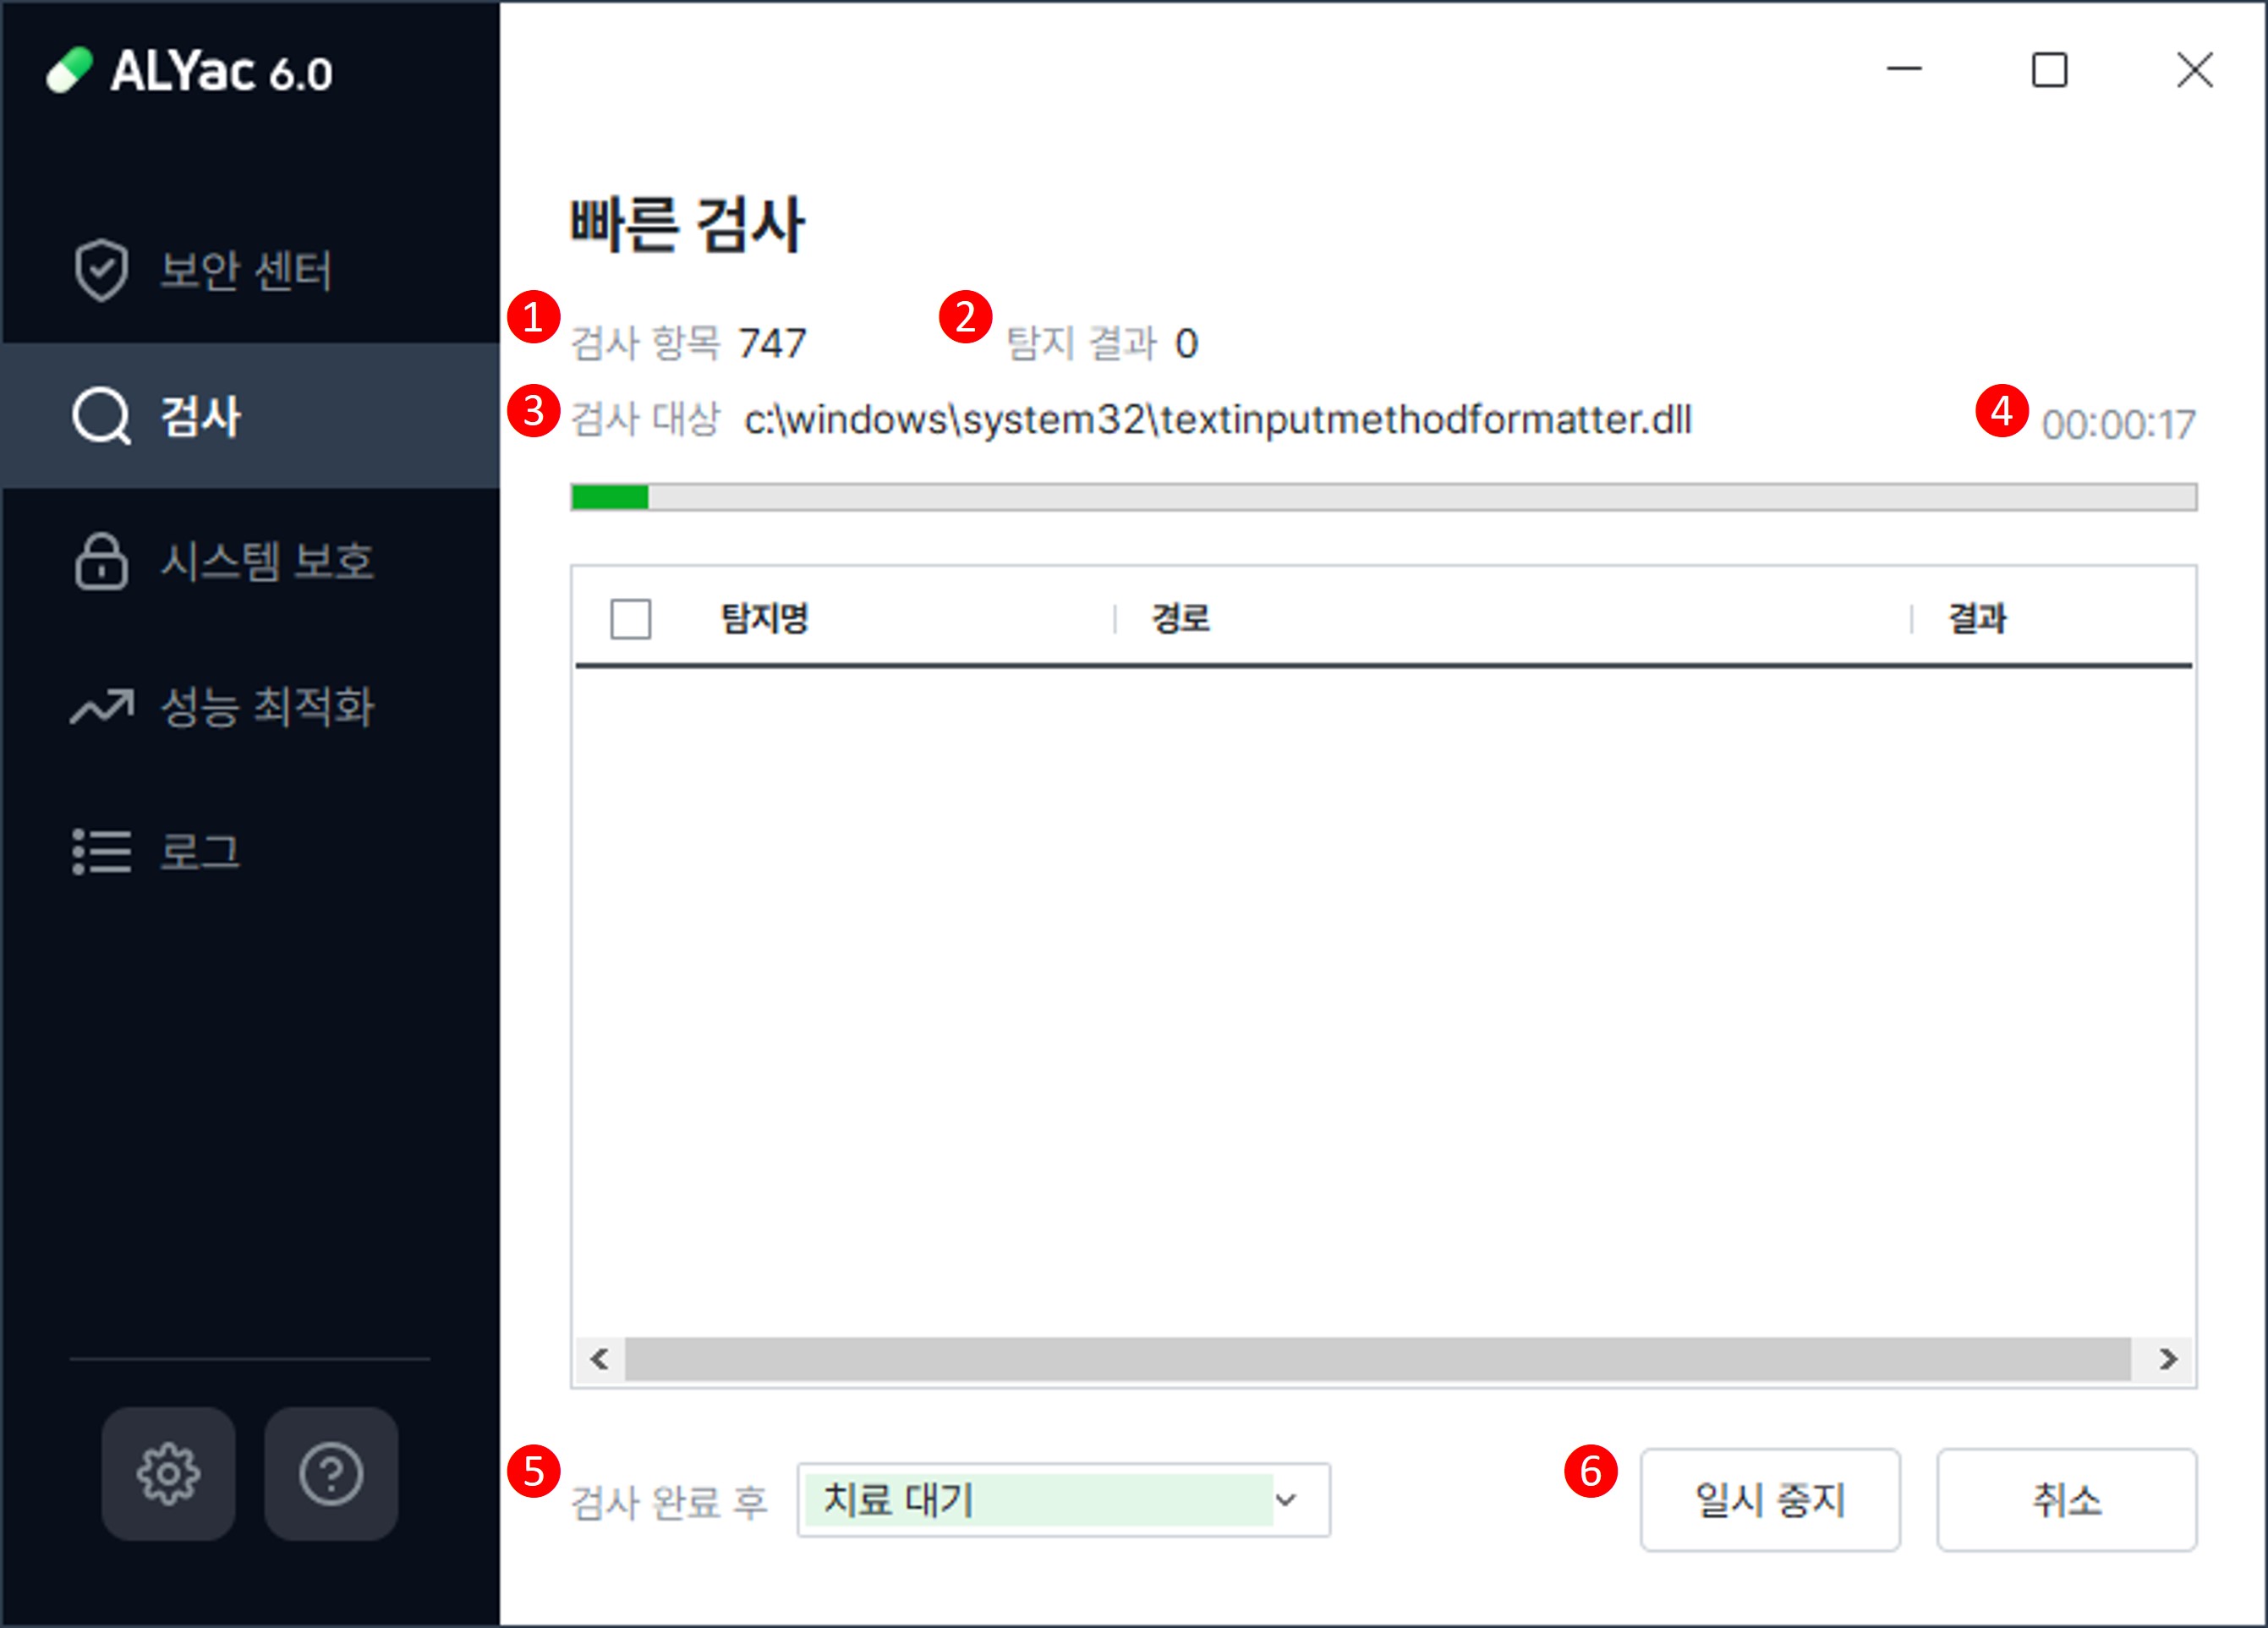 ALYac 6.0
보안 센터
검사
시스템 보호
성능 최적화
로그
빠른 검사
1 검사 항목 747 2 탐지 결과 0
3 검사 대상 c:\windows\system32\textinputmethodformatter.dll 4 00:00:17
탐지명 경로 결과
5 검사 완료 후 치료 대기 6 일시 중지 취소